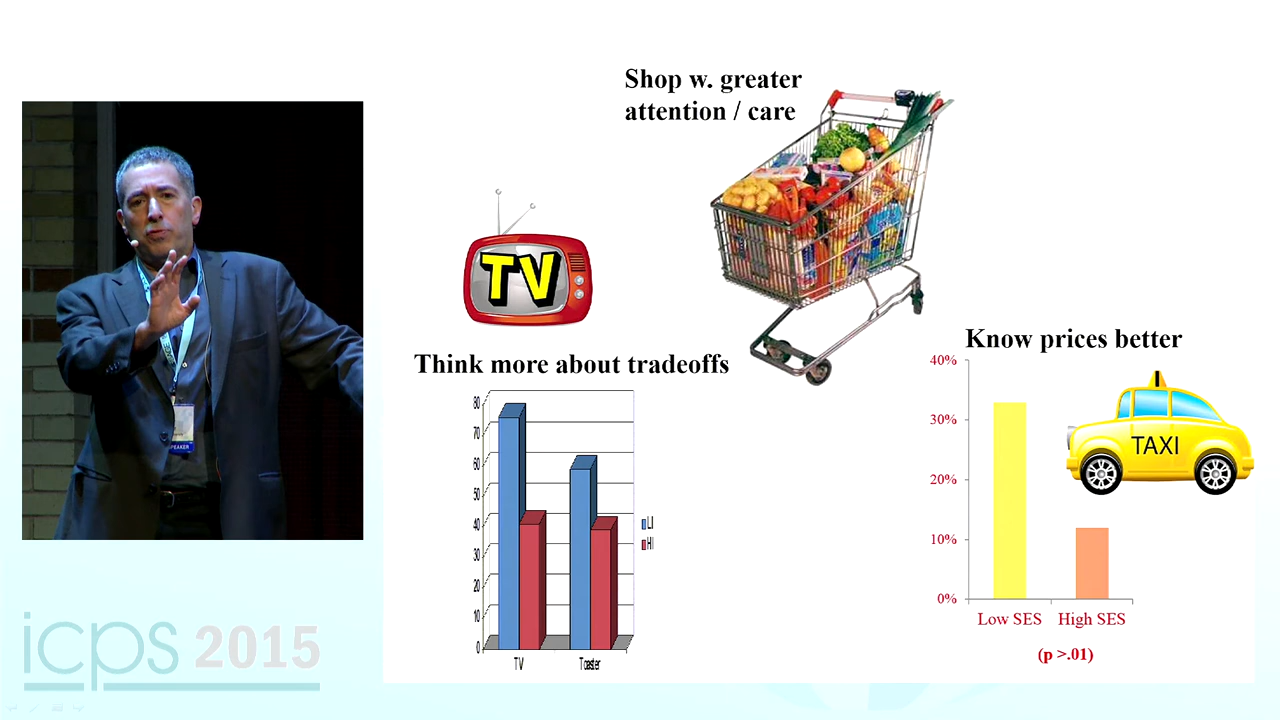 Shop w. greater
attention / care
TV
Think more about tradeoffs
80
70
60
50
40
30
20
10
0
TV
Toaster
LI
HI
Know prices better
40%
30%
20%
10%
0%
TAXI
Low SES
High SES
(p >.01)
SPEAKER
icps 2015